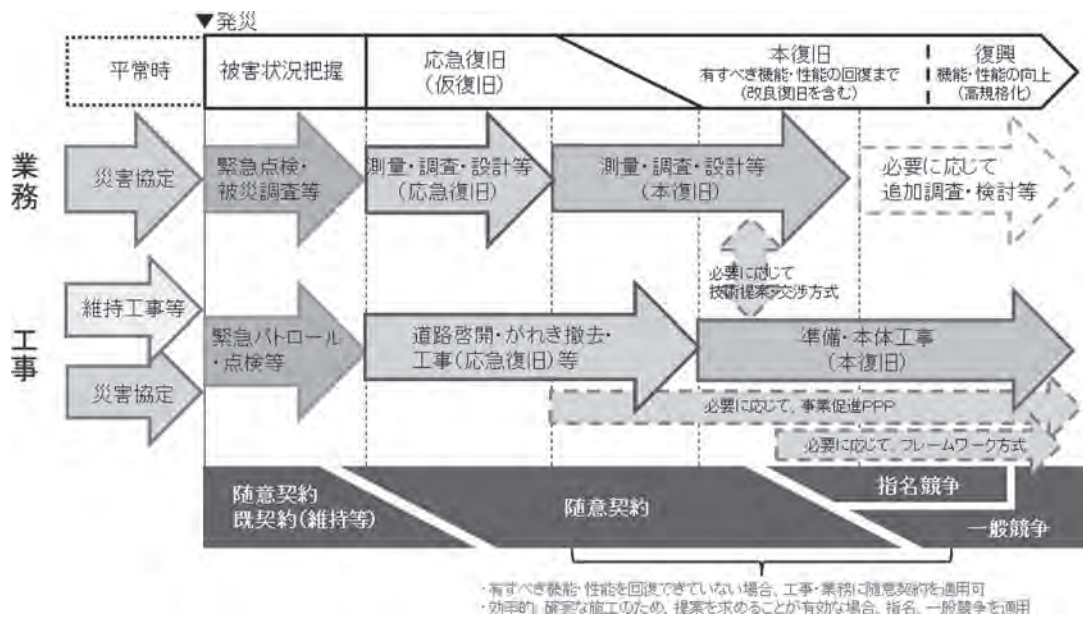 ▼発災
平常時
被害状況把握
応急復旧
(仮復旧)
本復旧
有すべき機能・性能の回復まで
(改良復旧を含む)
復興
機能・性能の向上
(高規格化)
業務
災害協定
緊急点検・
被災調査等
測量・調査・設計等
(応急復旧)
測量・調査・設計等
(本復旧)
必要に応じて
追加調査・検討等
必要に応じて
技術提案・交渉方式
工事
維持工事等
災害協定
緊急パトロール
・点検等
道路啓開・がれき撤去・
工事(応急復旧)等
準備・本体工事
(本復旧)
必要に応じて、事業促進PPP
必要に応じて、フレームワーク方式
随意契約
既契約(維持等)
随意契約
指名競争
一般競争
・有すべき機能・性能を回復できていない場合、工事・業務に随意契約を適用可
・効率的、確実な施工のため、提案を求めることが有効な場合、指名、一般競争を適用